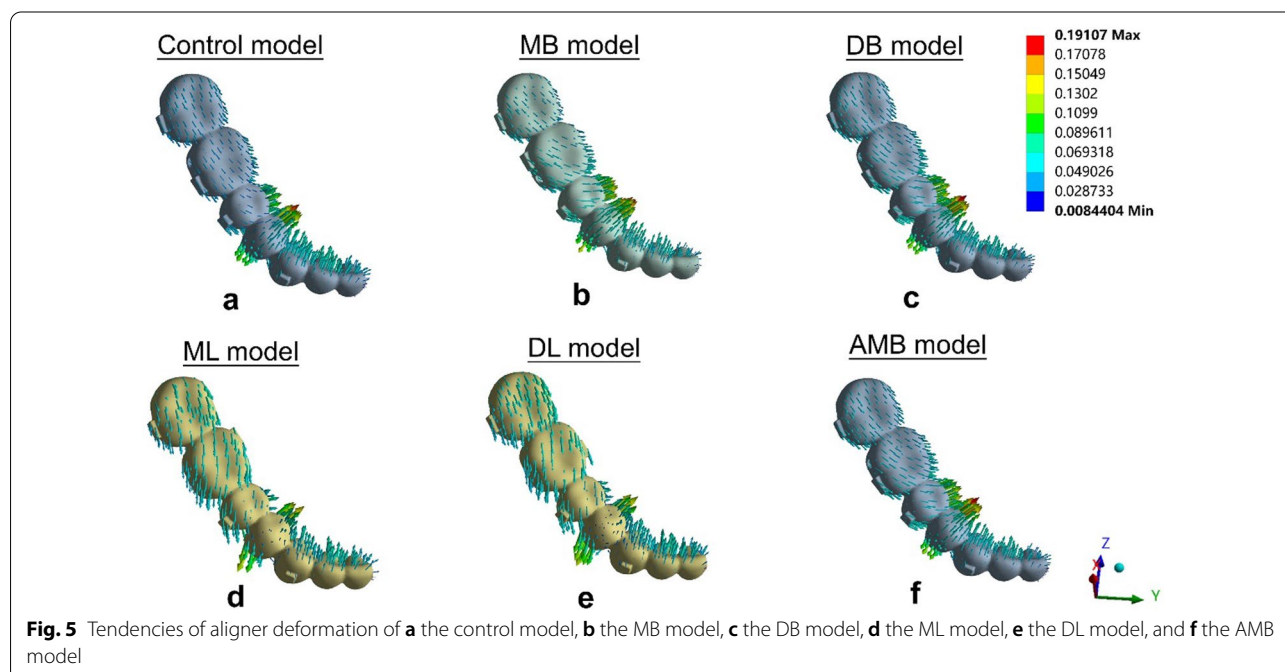 Control model
MB model
DB model
0.19107 Max
0.17078
0.15049
0.1302
0.1099
0.089611
0.069318
0.049026
0.028733
0.0084404 Min
a
b
c
ML model
DL model
AMB model
d
e
f
Z
X
Y
Fig. 5 Tendencies of aligner deformation of a the control model, b the MB model, c the DB model, d the ML model, e the DL model, and f the AMB
model